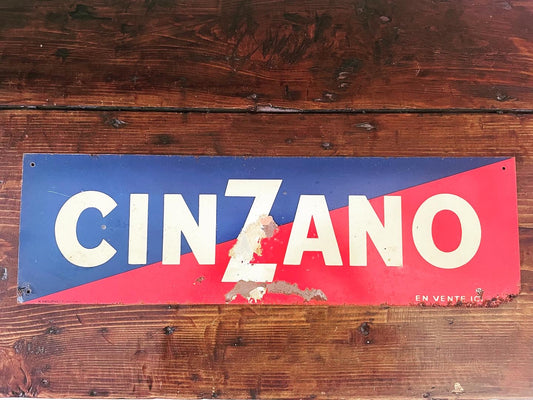 CINZANO
EN VENTE ICI